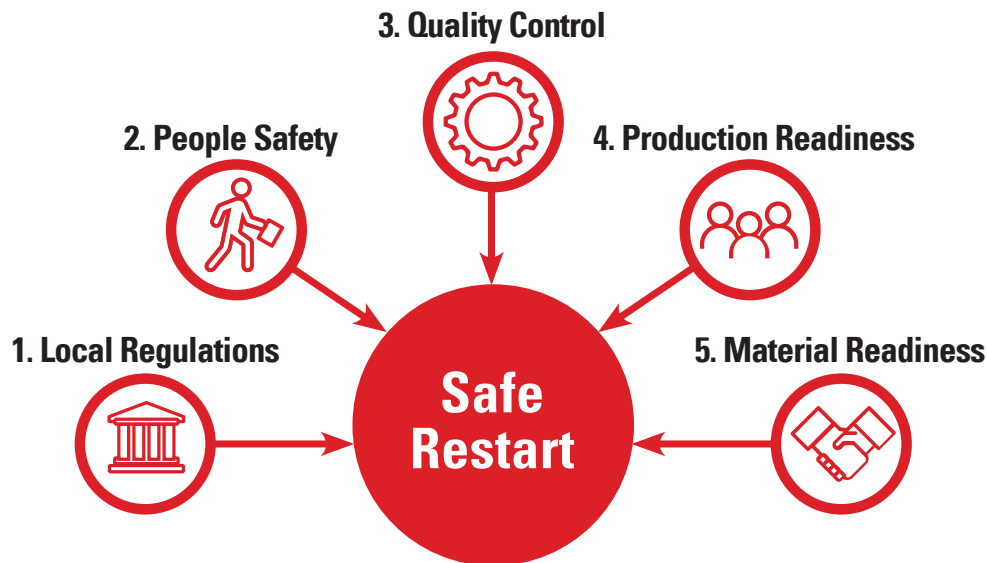 3. Quality Control
2. People Safety
4. Production Readiness
1. Local Regulations
5. Material Readiness
Safe
Restart